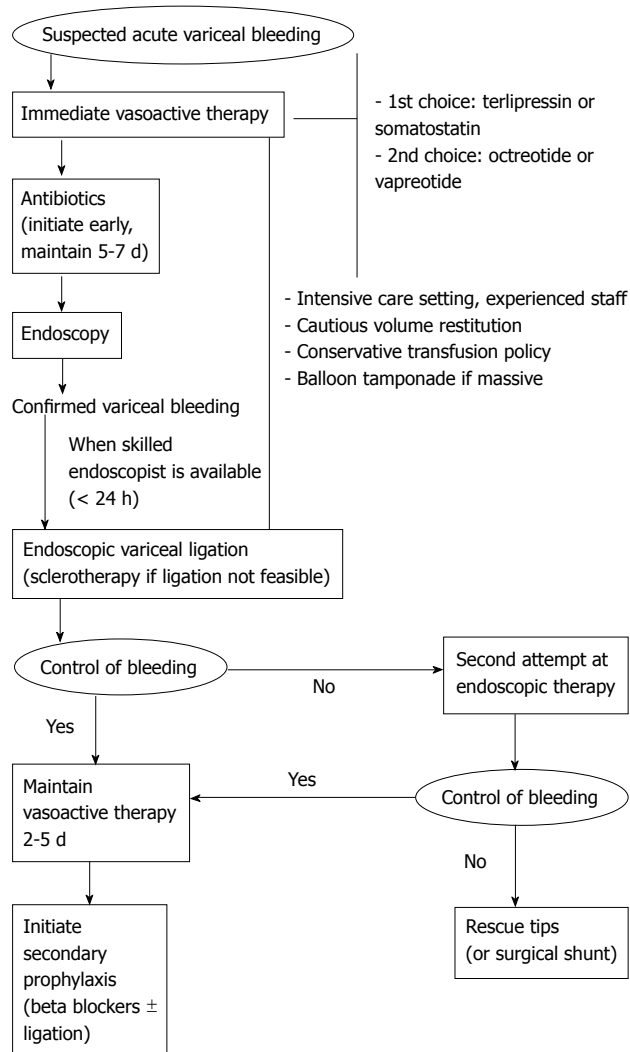 Suspected acute variceal bleeding
Immediate vasoactive therapy
- 1st choice: terlipressin or
somatostatin
- 2nd choice: octreotide or
vapreotide
Antibiotics
(initiate early,
maintain 5-7 d)
- Intensive care setting, experienced staff
- Cautious volume restitution
- Conservative transfusion policy
- Balloon tamponade if massive
Endoscopy
Confirmed variceal bleeding
When skilled
endoscopist is available
(< 24 h)
Endoscopic variceal ligation
(sclerotherapy if ligation not feasible)
Control of bleeding
No
Second attempt at
endoscopic therapy
Yes
Maintain
vasoactive therapy
2-5 d
Yes
Control of bleeding
No
Initiate
secondary
prophylaxis
(beta blockers ±
ligation)
Rescue tips
(or surgical shunt)